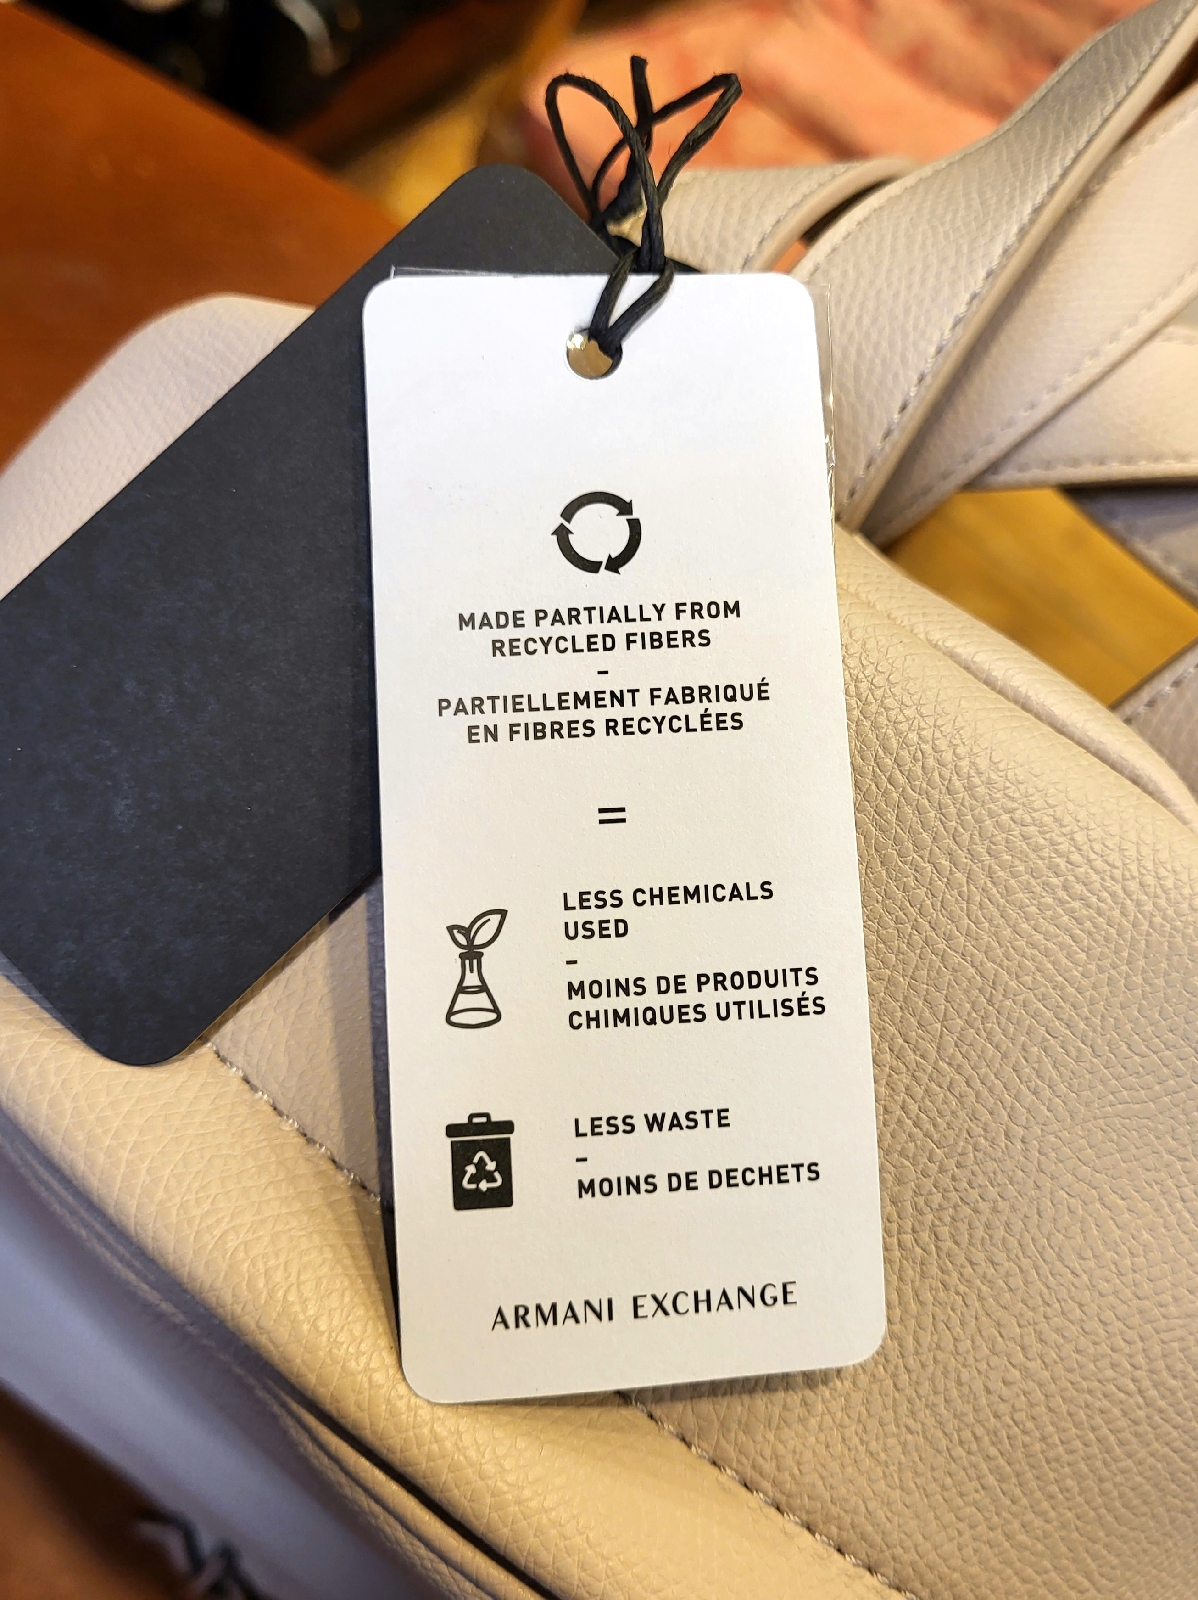 MADE PARTIALLY FROM
RECYCLED FIBERS
–
PARTIELLEMENT FABRIQUÉ
EN FIBRES RECYCLÉES
=
LESS CHEMICALS
USED
–
MOINS DE PRODUITS
CHIMIQUES UTILISÉS
LESS WASTE
–
MOINS DE DECHETS
ARMANI EXCHANGE